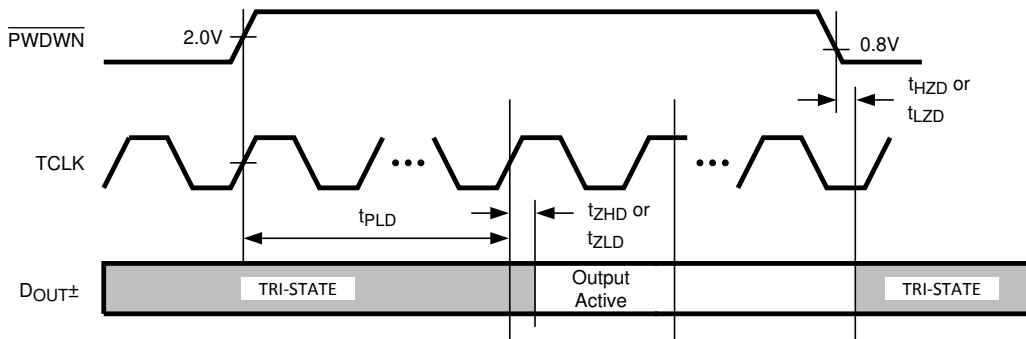 PWDWN
2.0V
0.8V
tHZD or
tLZD
TCLK
tPLD
tZHD or
tZLD
DOUT±
TRI-STATE
Output
Active
TRI-STATE